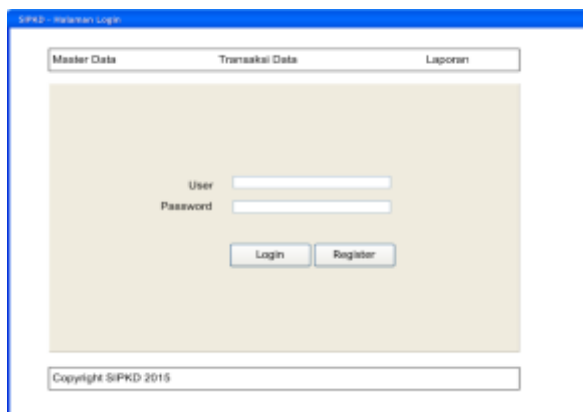 SIPKD - Halaman Login
Master Data Transaksi Data Laporan
User
Password
Login Register
Copyright SIPKD 2015